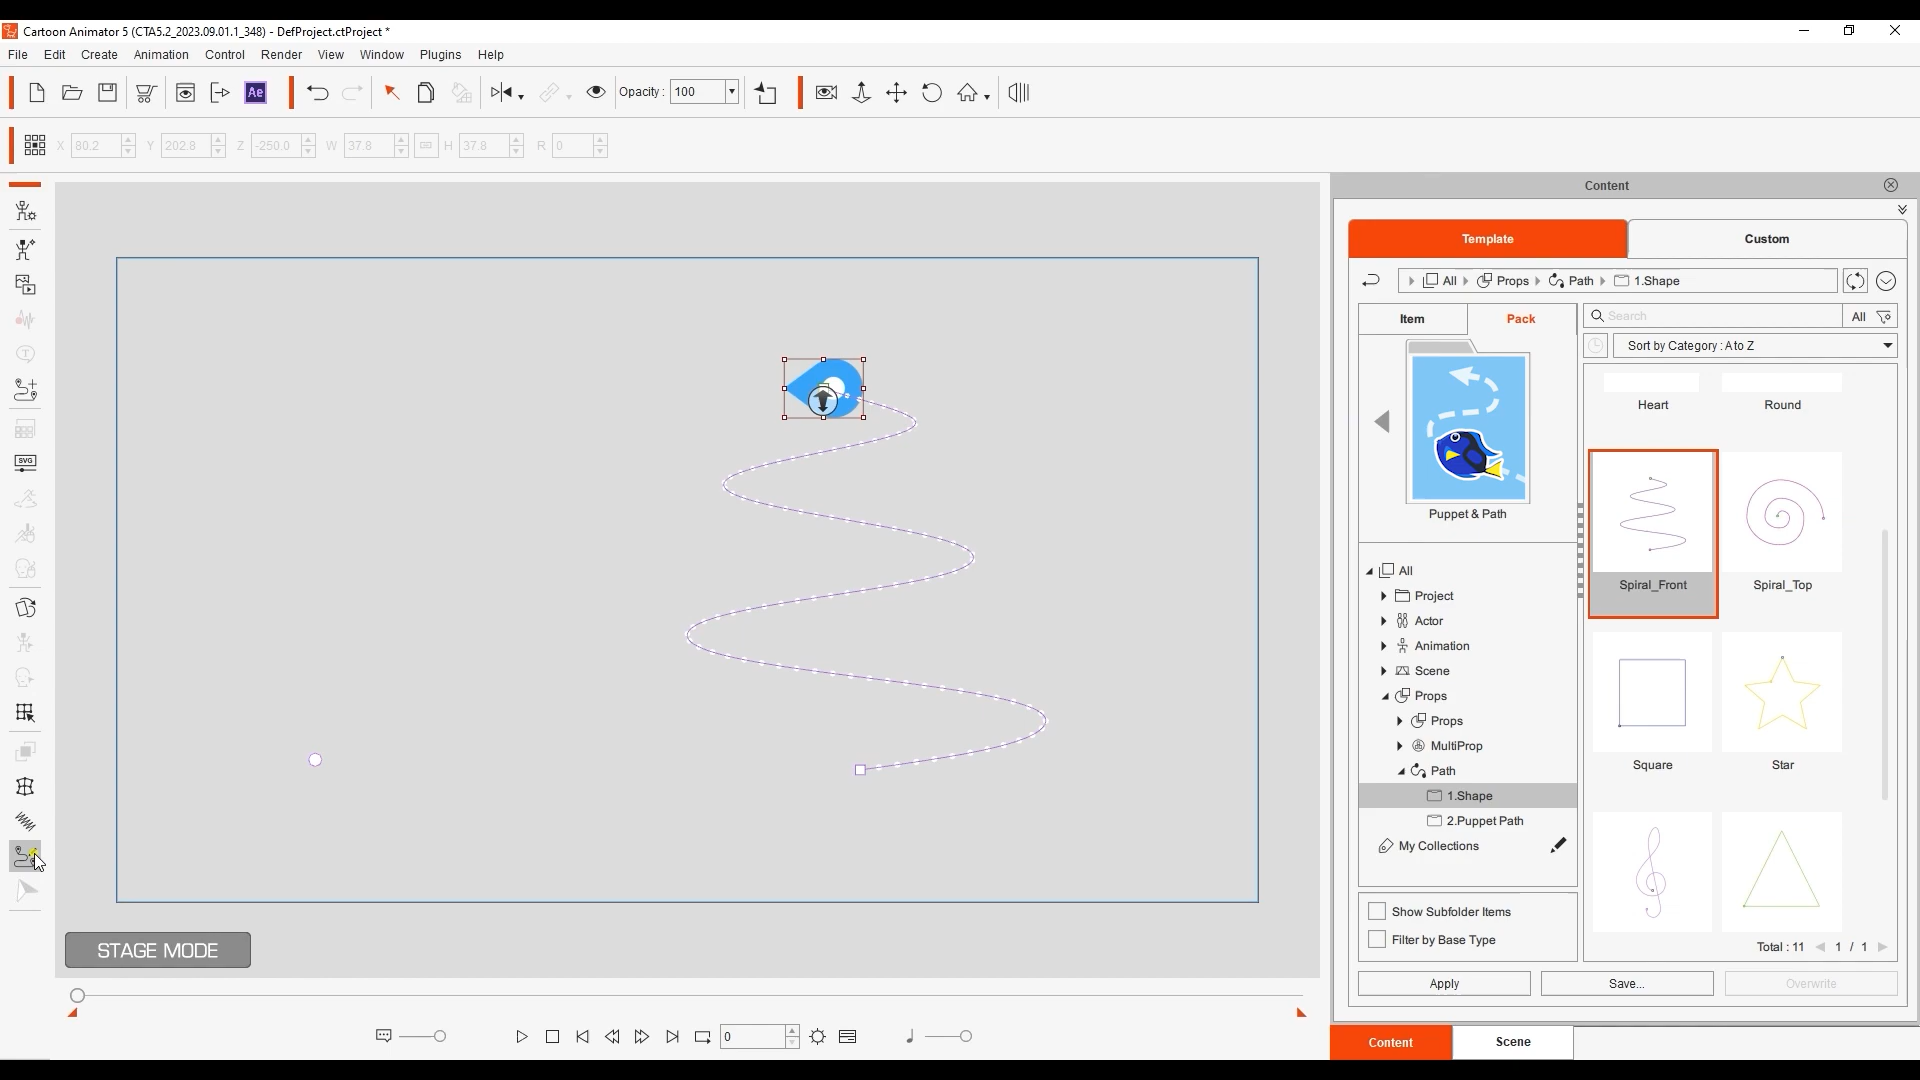 Cartoon Animator 5 (CTA5.2_2023.09.01.1_348) - DefProject.ctProject *
File Edit Create Animation Control Render View Window Plugins Help
Ae Opacity : 100
X 80.2 Y 202.8 Z -250.0 W 37.8 H 37.8 R 0
Content
Template Custom
All Props Path 1.Shape
Item Pack Search All
Sort by Category : A to Z
Heart Round
Puppet & Path
Spiral_Front Spiral_Top
All
Project
Actor
Animation
Scene
Props
Props
MultiProp
Path
1.Shape
2.Puppet Path
My Collections
Square Star
SVG
Show Subfolder Items
Filter by Base Type
Total : 11 1 / 1
Apply Save... Overwrite
STAGE MODE
0
Content Scene